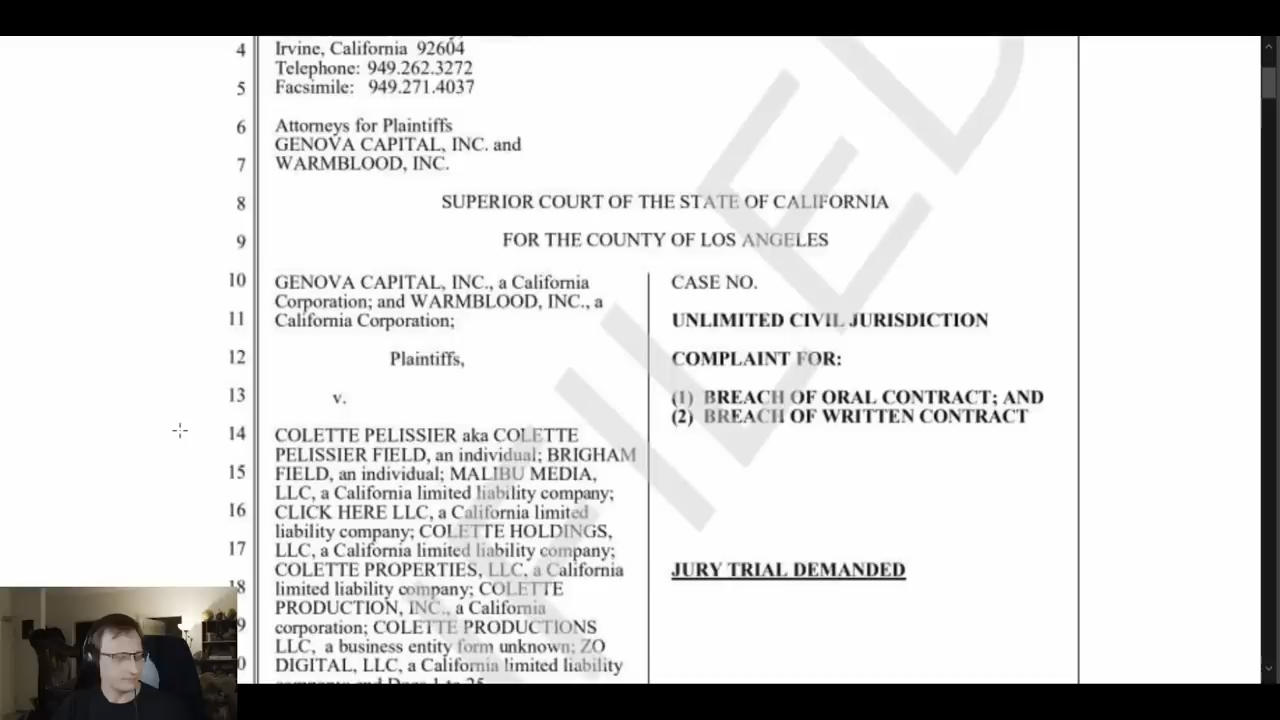 4 Irvine, California 92604
Telephone: 949.262.3272
5 Facsimile: 949.271.4037
6 Attorneys for Plaintiffs
GENOVA CAPITAL, INC. and
7 WARMBLOOD, INC.
8 SUPERIOR COURT OF THE STATE OF CALIFORNIA
9 FOR THE COUNTY OF LOS ANGELES
10 GENOVA CAPITAL, INC., a California
Corporation; and WARMBLOOD, INC., a
11 California Corporation;
12 Plaintiffs,
13 v.
14 COLETTE PELISSIER aka COLETTE
PELISSIER FIELD, an individual; BRIGHAM
15 FIELD, an individual; MALIBU MEDIA,
LLC, a California limited liability company;
16 CLICK HERE LLC, a California limited
liability company; COLETTE HOLDINGS,
17 LLC, a California limited liability company;
COLETTE PROPERTIES, LLC, a California
18 limited liability company; COLETTE
PRODUCTION, INC., a California
9 corporation; COLETTE PRODUCTIONS
LLC, a business entity form unknown; ZO
0 DIGITAL, LLC, a California limited liability
CASE NO.
UNLIMITED CIVIL JURISDICTION
COMPLAINT FOR:
(1) BREACH OF ORAL CONTRACT; AND
(2) BREACH OF WRITTEN CONTRACT
JURY TRIAL DEMANDED